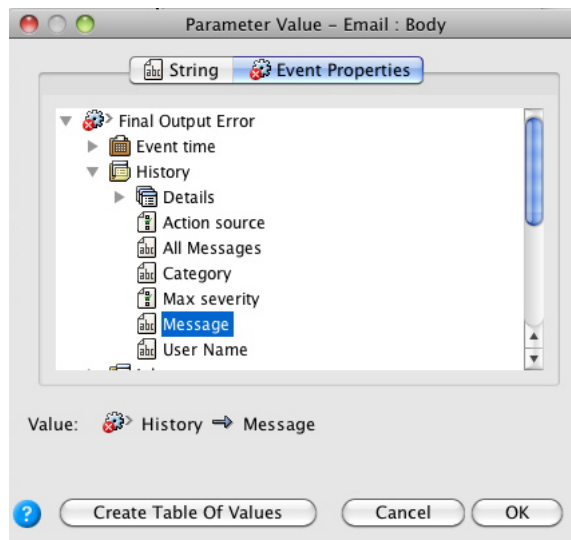 Parameter Value – Email : Body
String Event Properties
Final Output Error
Event time
History
Details
Action source
All Messages
Category
Max severity
Message
User Name
Value: History ➡ Message
? Create Table Of Values Cancel OK